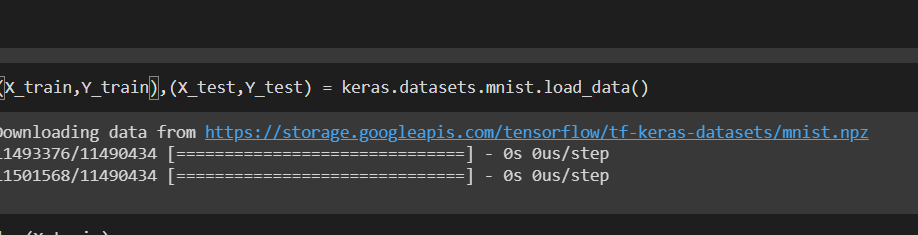 (X_train,Y_train),(X_test,Y_test) = keras.datasets.mnist.load_data()
Downloading data from https://storage.googleapis.com/tensorflow/tf-keras-datasets/mnist.npz
11493376/11490434 [==============================] - 0s 0us/step
11501568/11490434 [==============================] - 0s 0us/step